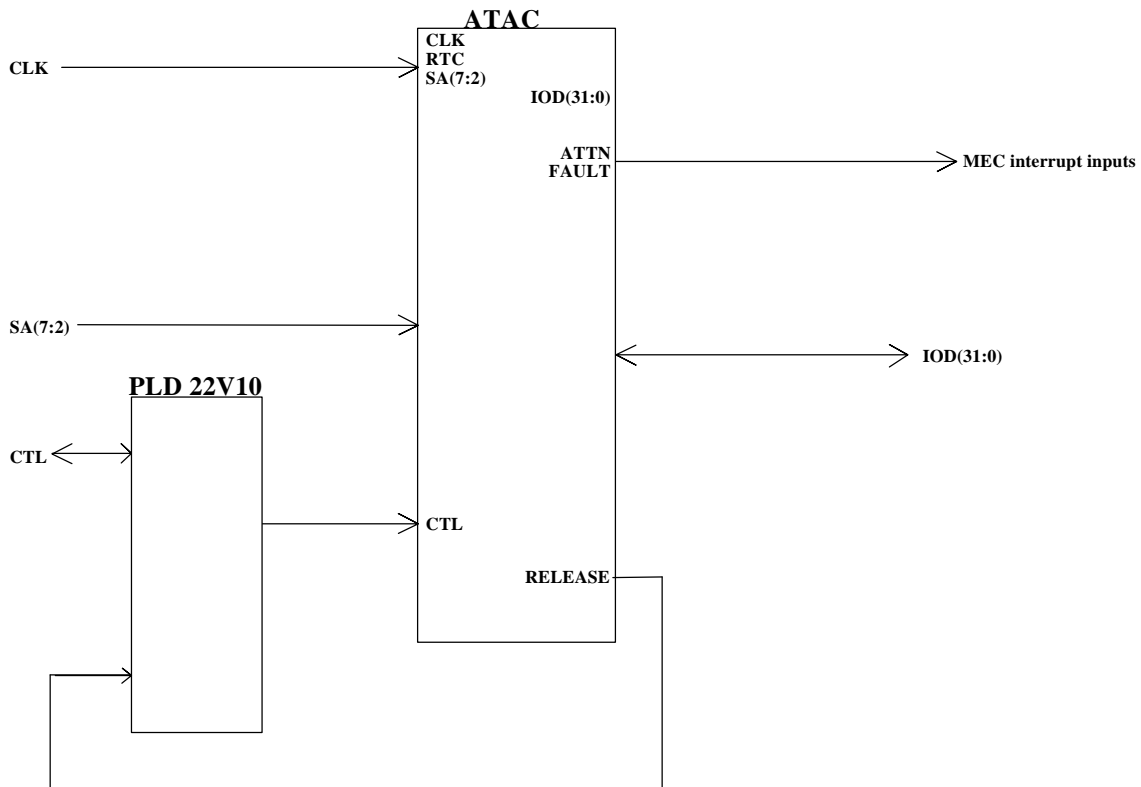 ATAC
CLK
RTC
SA(7:2)
CLK
IOD(31:0)
ATTN
FAULT
MEC interrupt inputs
SA(7:2)
IOD(31:0)
PLD 22V10
CTL
CTL
RELEASE